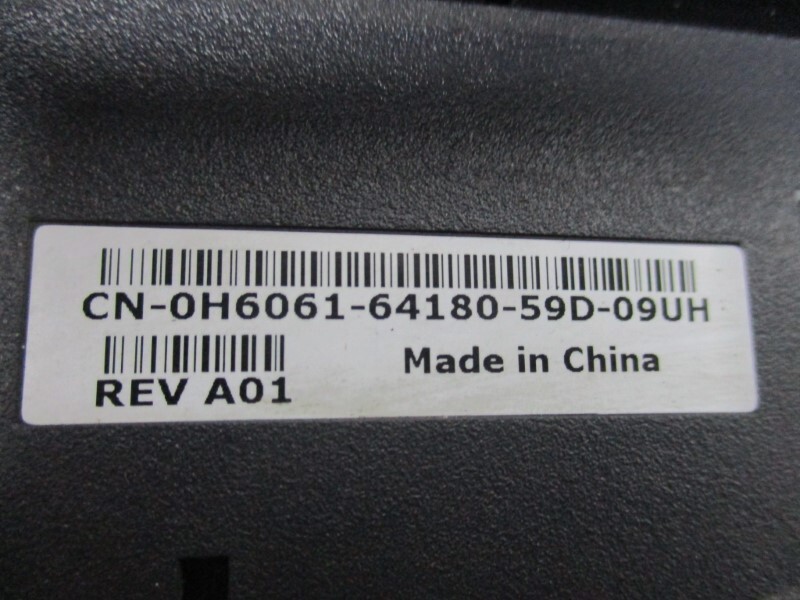 CN-0H6061-64180-59D-09UH
Made in China
REV A01